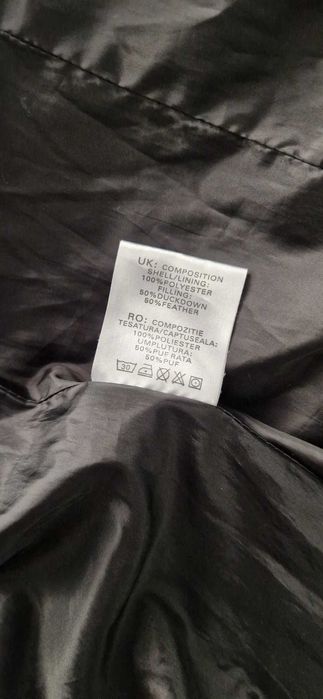 UK: COMPOSITION
SHELL/LINING:
100%POLYESTER
FILLING:
50%DUCKDOWN
50%FEATHER
RO: COMPOZITIE
TESATURA/CAPTUSEALA:
100%POLIESTER
UMPLUTURA:
50%PUF RATA
50%PUF
30